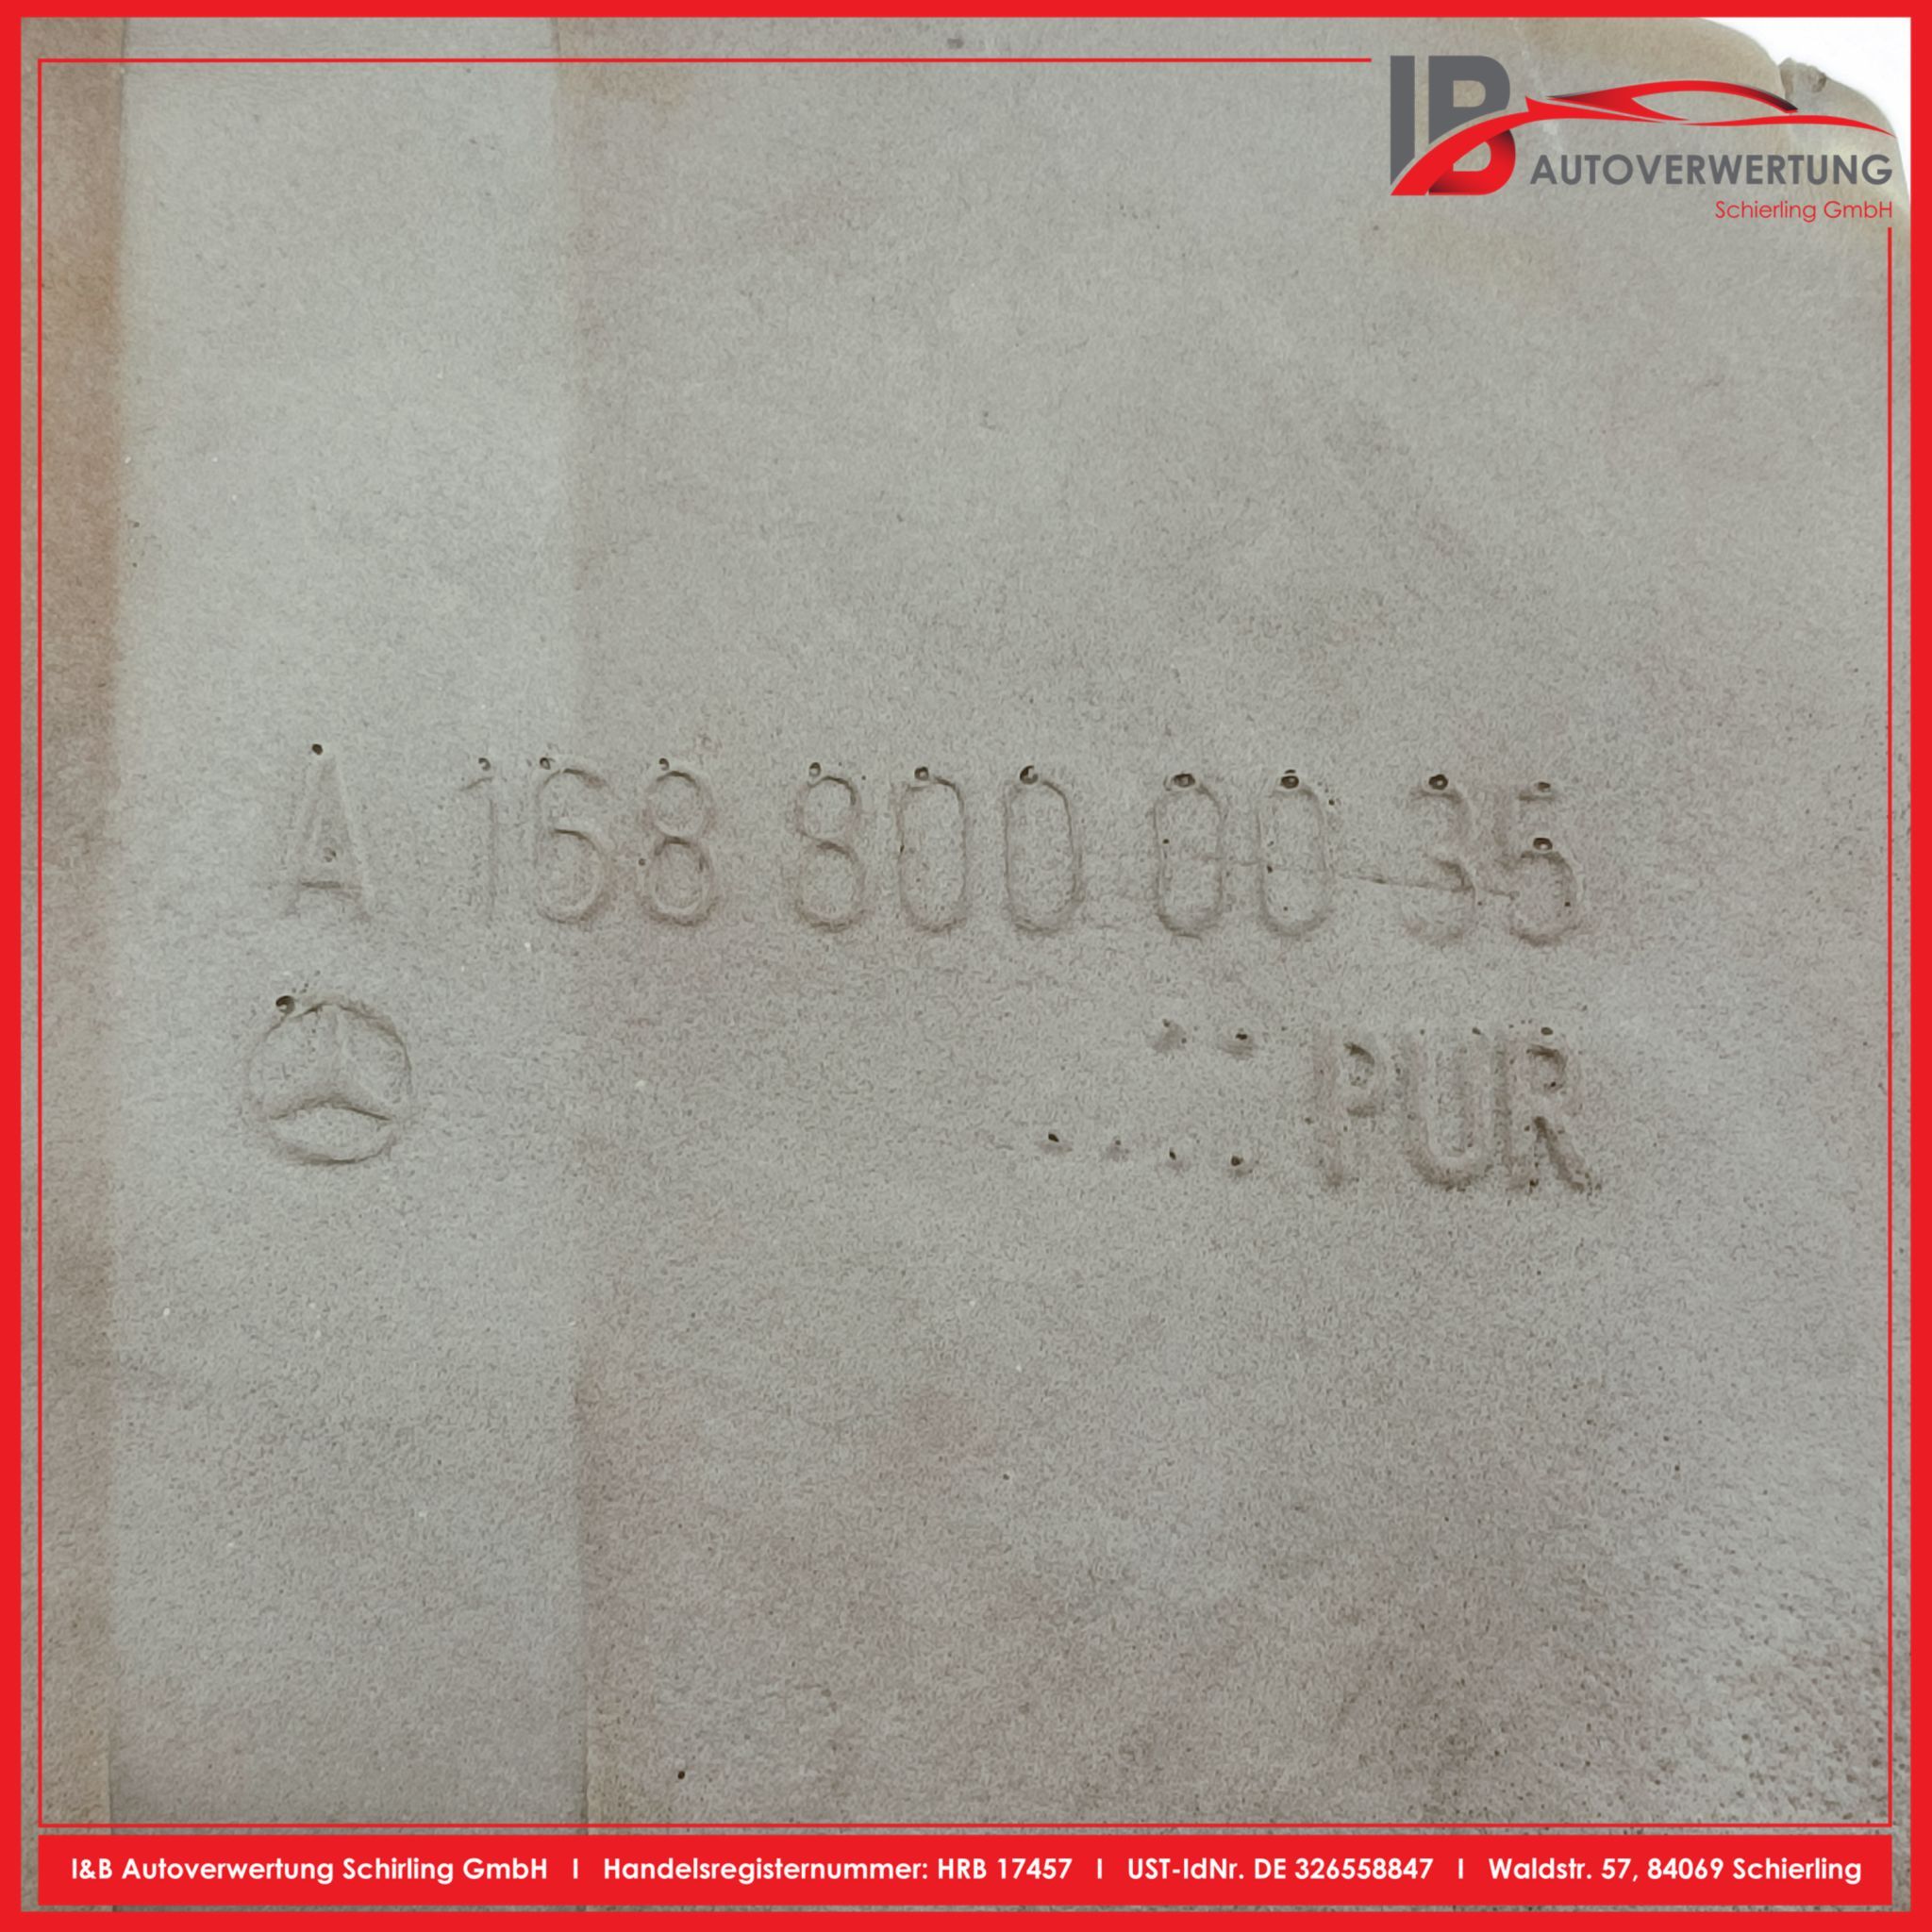 IB
AUTOVERWERTUNG
Schierling GmbH
A 168 800 00 35
PUR
I&B Autoverwertung Schirling GmbH I Handelsregisternummer: HRB 17457 I UST-IdNr. DE 326558847 I Waldstr. 57, 84069 Schierling